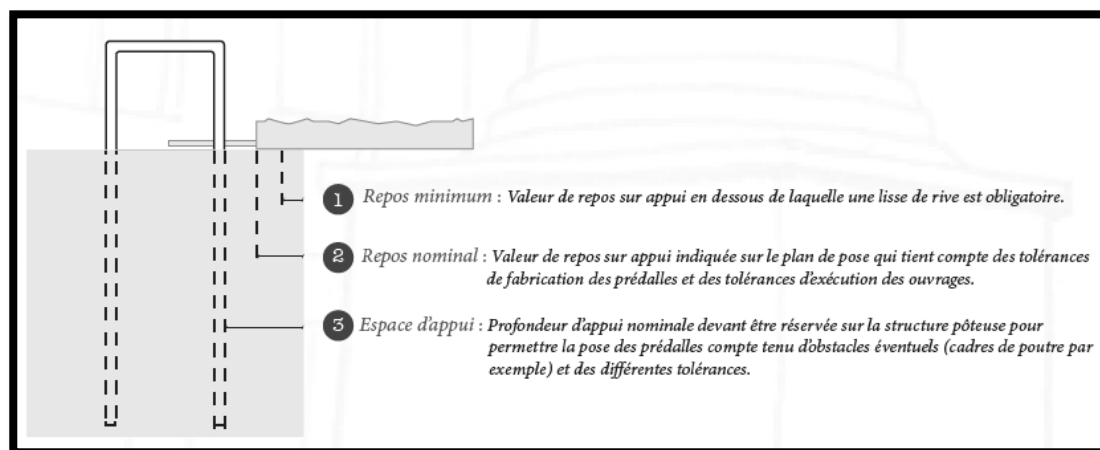 1 Repos minimum : Valeur de repos sur appui en dessous de laquelle une lisse de rive est obligatoire.
2 Repos nominal : Valeur de repos sur appui indiquée sur le plan de pose qui tient compte des tolérances
de fabrication des prédalles et des tolérances d'exécution des ouvrages.
3 Espace d'appui : Profondeur d'appui nominale devant être réservée sur la structure pôteuse pour
permettre la pose des prédalles compte tenu d'obstacles éventuels (cadres de poutre par
exemple) et des différentes tolérances.